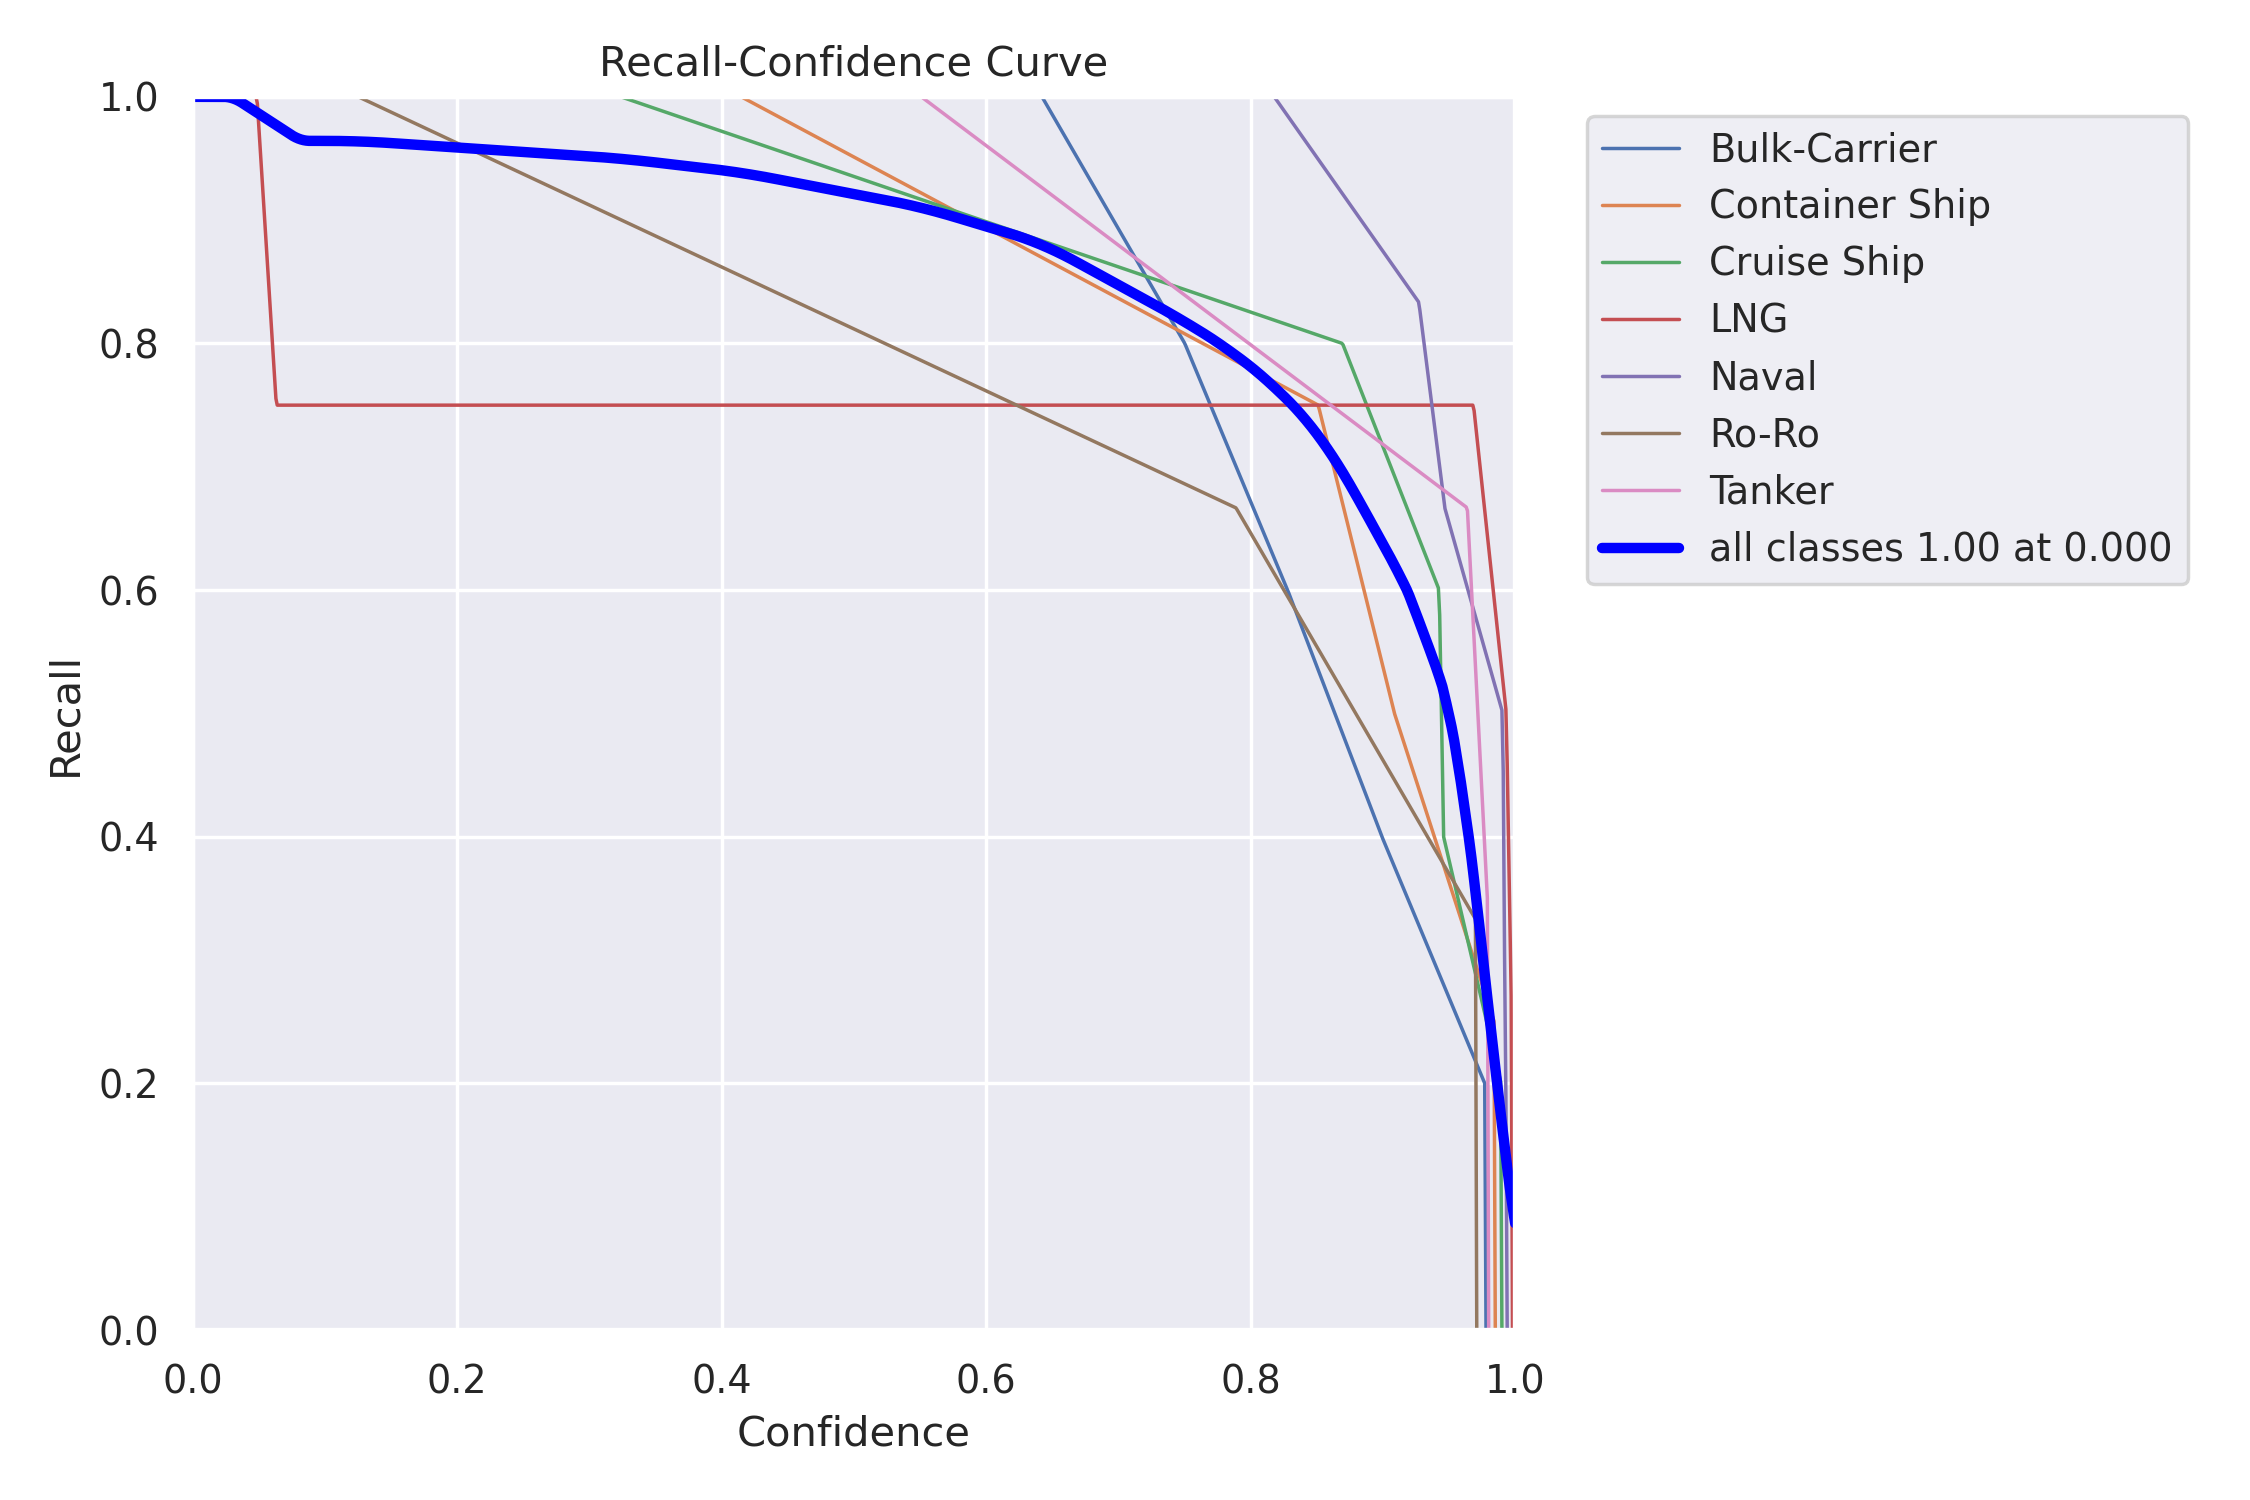 Recall-Confidence Curve
1.0
0.8
0.6
0.4
0.2
0.0
Recall
0.0 0.2 0.4 0.6 0.8 1.0
Confidence
Bulk-Carrier
Container Ship
Cruise Ship
LNG
Naval
Ro-Ro
Tanker
all classes 1.00 at 0.000